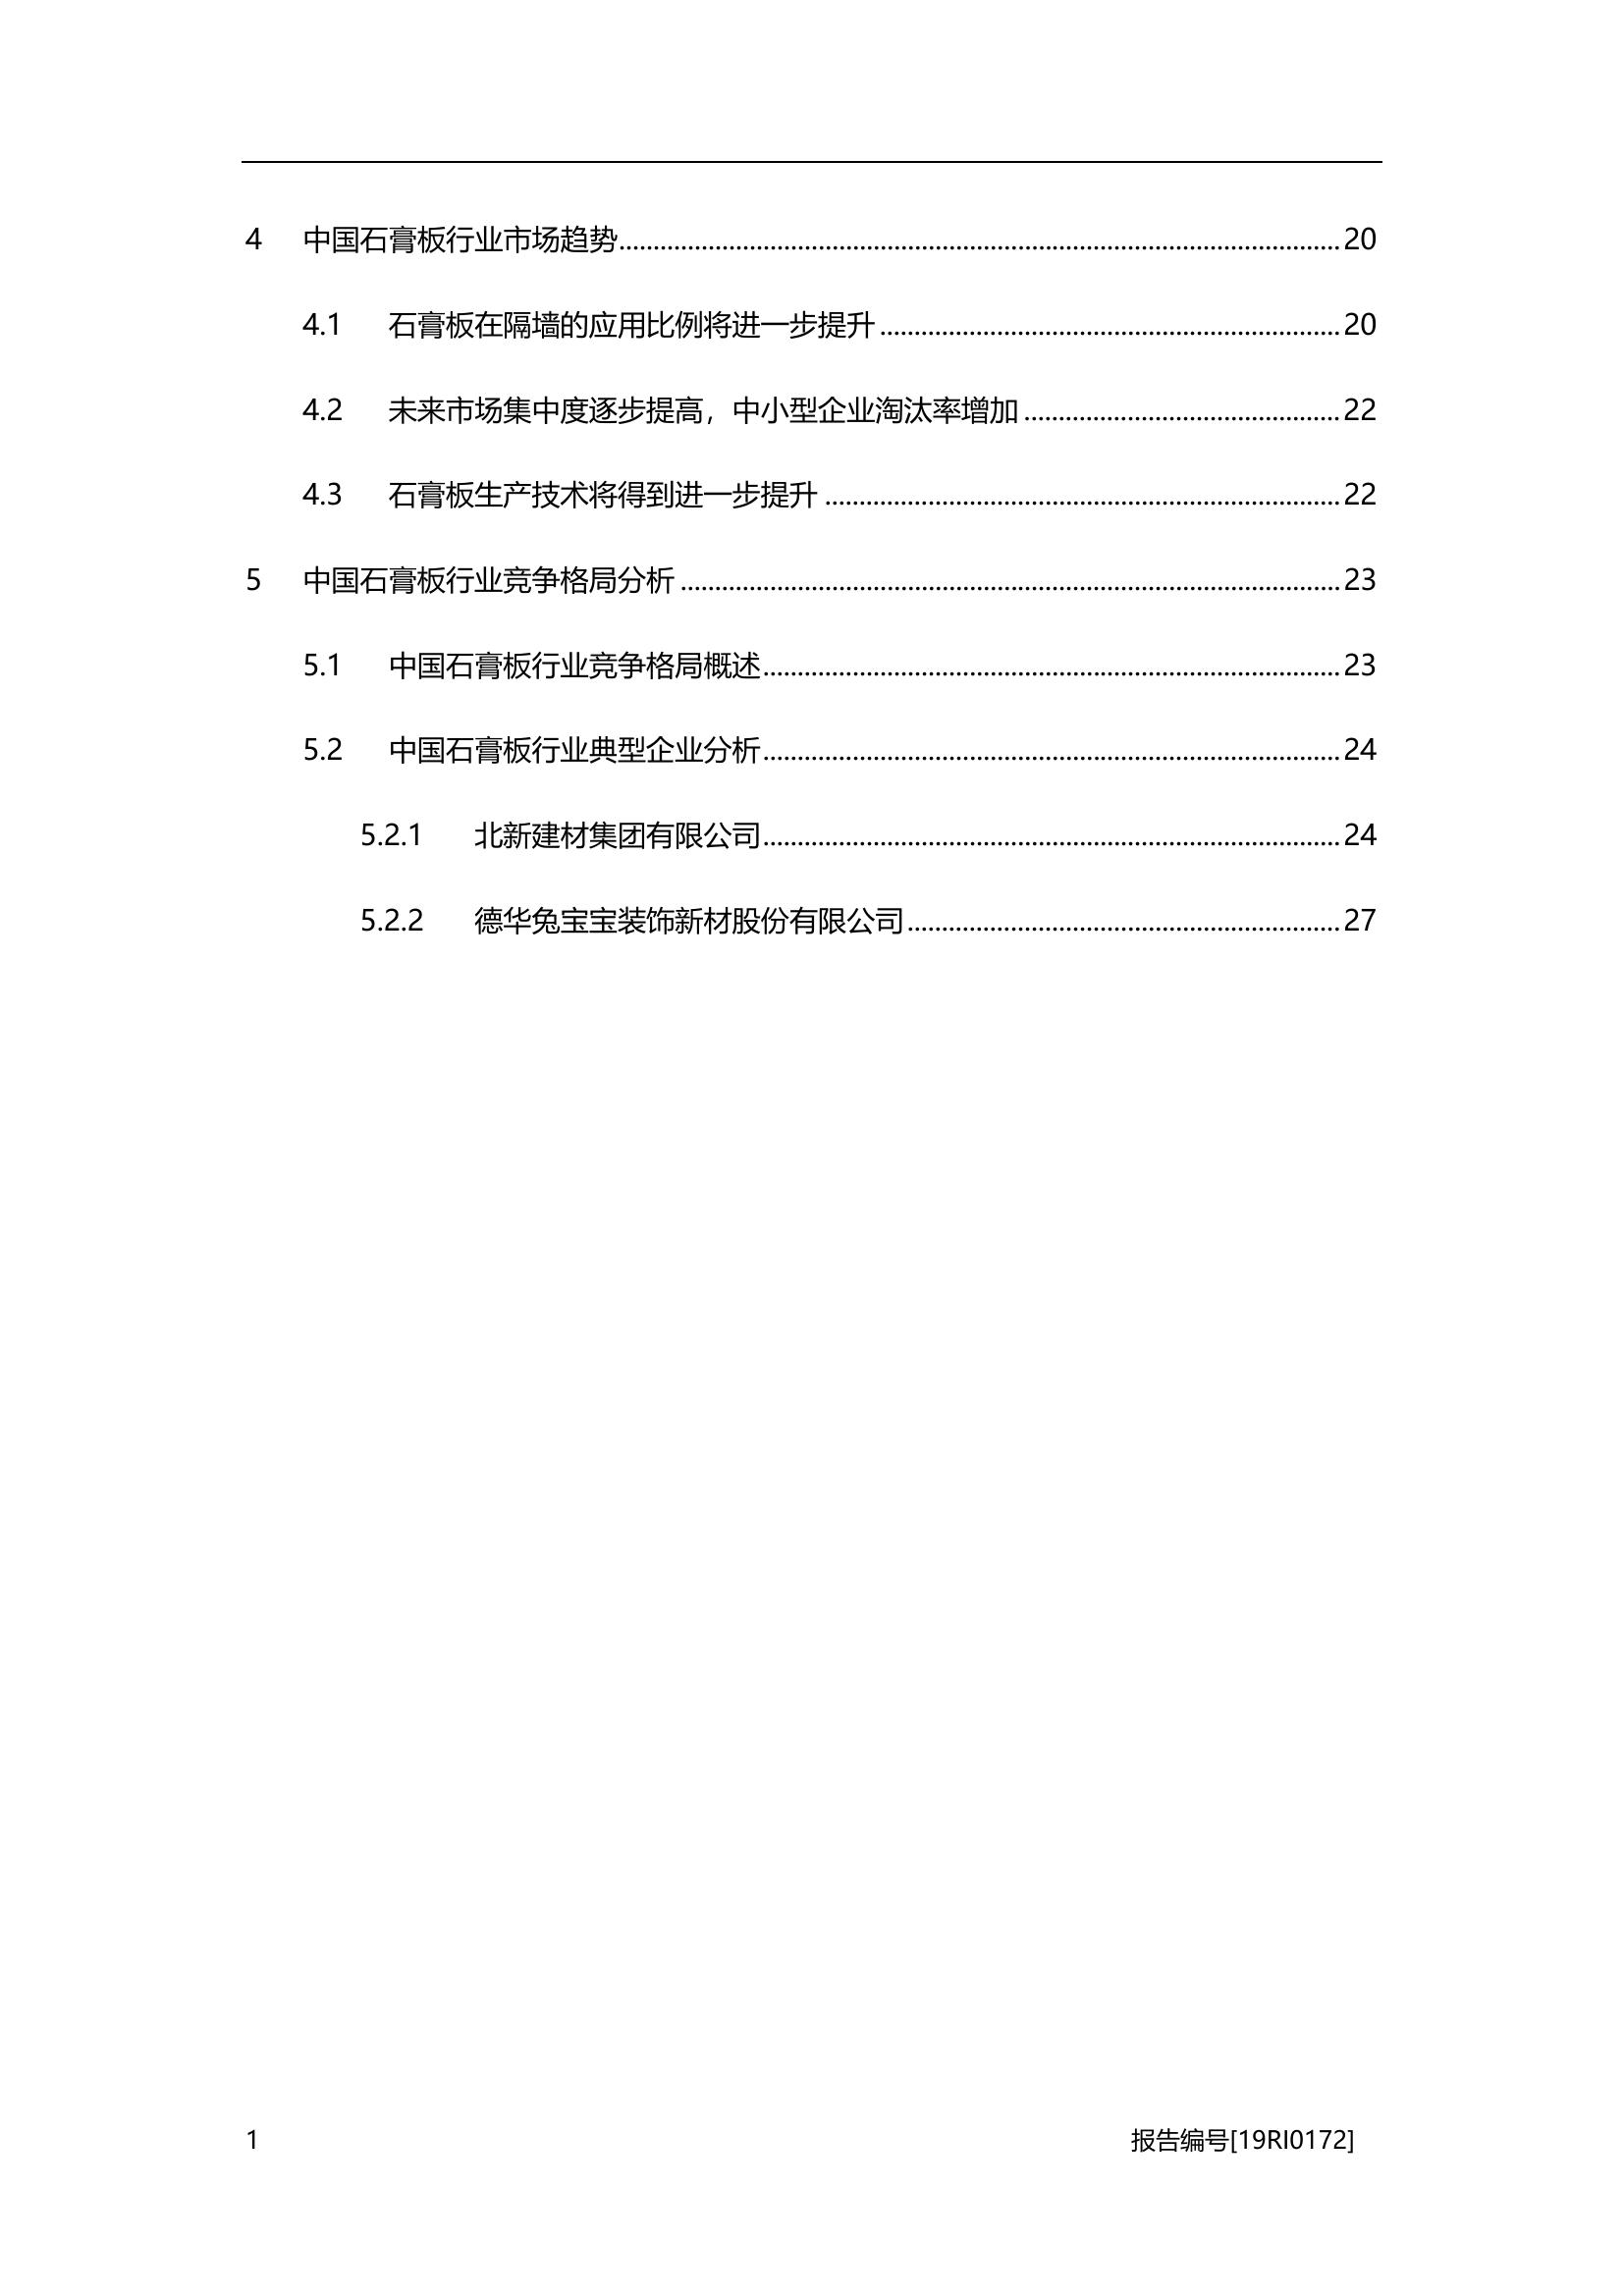 4 中国石膏板行业市场趋势........................................................20
4.1 石膏板在隔墙的应用比例将进一步提升........................................................20
4.2 未来市场集中度逐步提高，中小型企业淘汰率增加........................................................22
4.3 石膏板生产技术将得到进一步提升........................................................22
5 中国石膏板行业竞争格局分析........................................................23
5.1 中国石膏板行业竞争格局概述........................................................23
5.2 中国石膏板行业典型企业分析........................................................24
5.2.1 北新建材集团有限公司........................................................24
5.2.2 德华兔宝宝装饰新材股份有限公司........................................................27
1 报告编号[19RI0172]